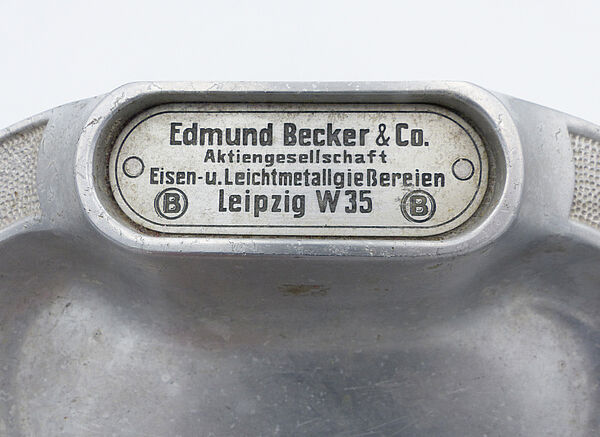 Edmund Becker & Co.
Aktiengesellschaft
Eisen-u.Leichtmetallgießereien
B Leipzig W35 B